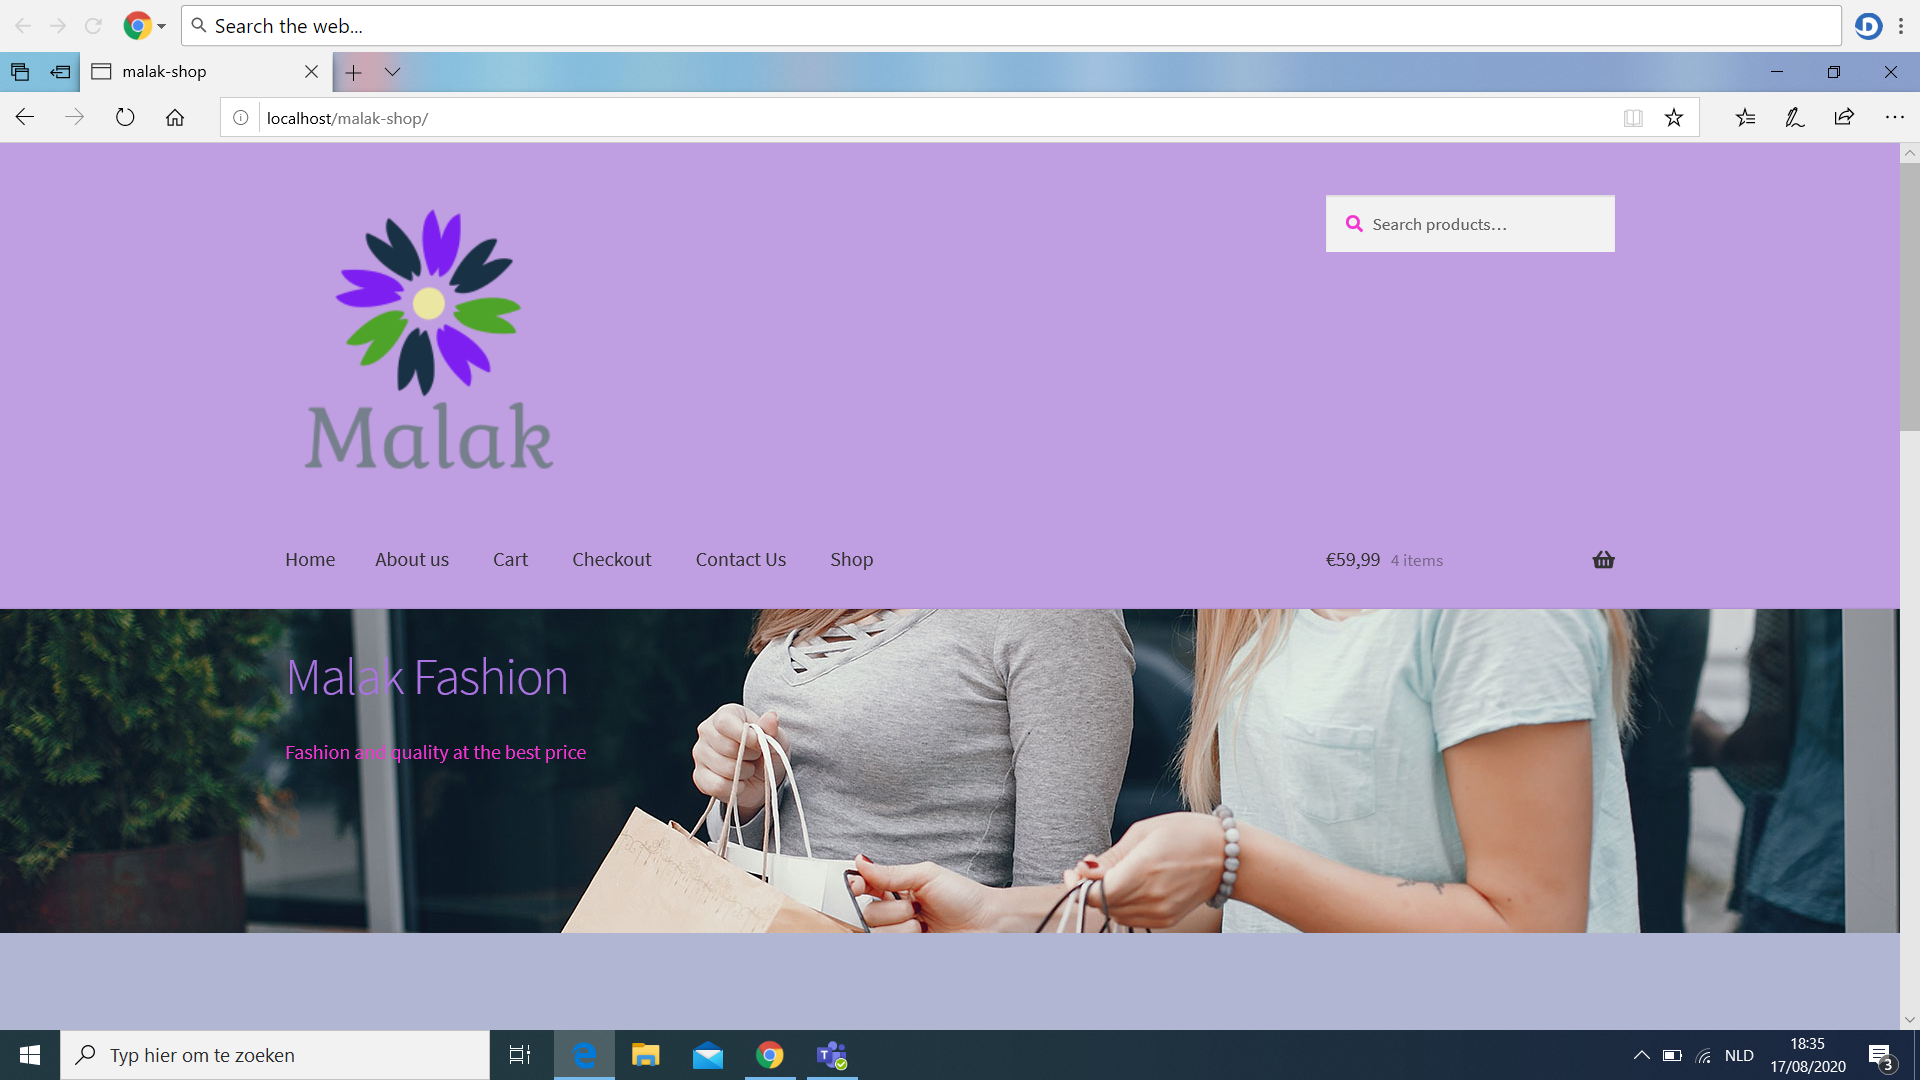 Search the web...
malak-shop
localhost/malak-shop/
Search products...
Malak
Home About us Cart Checkout Contact Us Shop
€59,99 4 items
Malak Fashion
Fashion and quality at the best price
Typ hier om te zoeken
NLD
18:35
17/08/2020
3